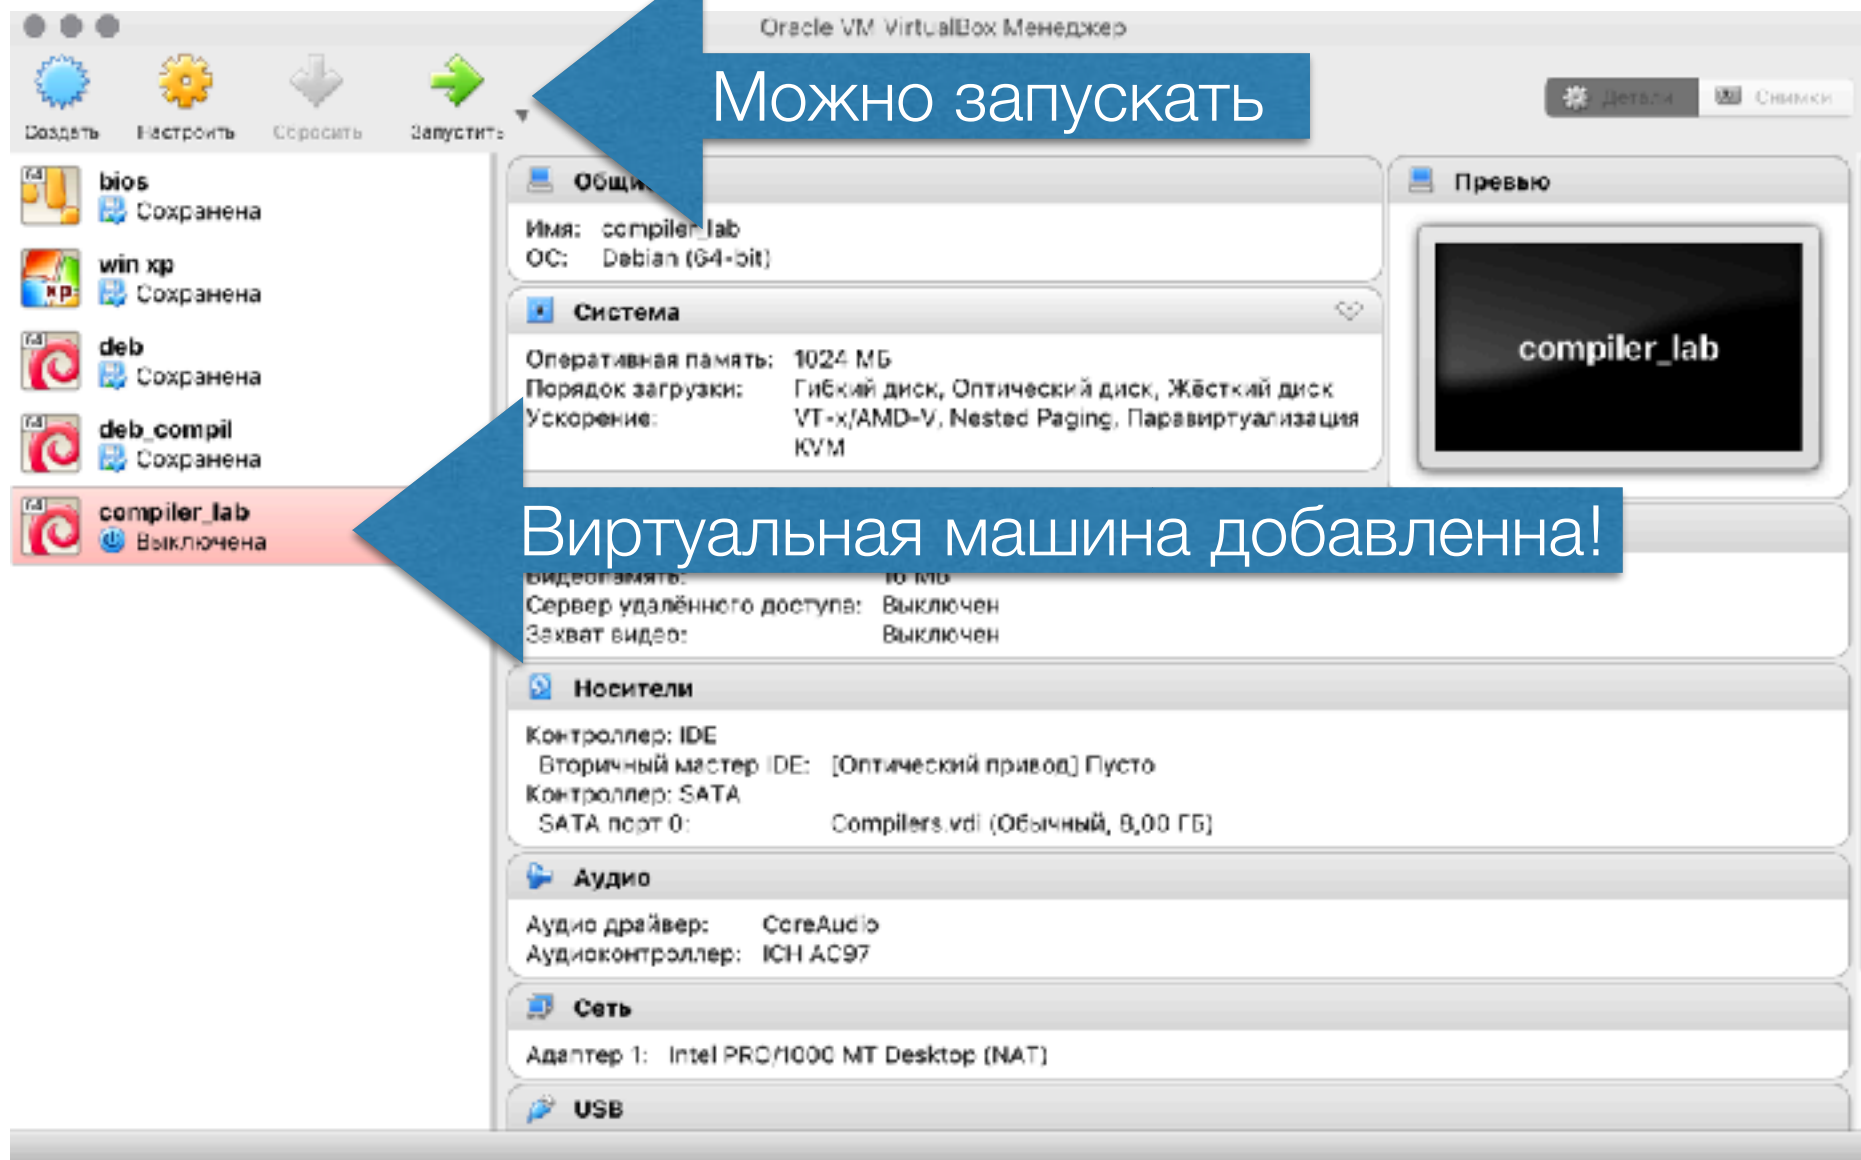 Oracle VM VirtualBox Менеджер
Создать Настроить Сбросить Запустить
Можно запускать
Детали Снимки
bios
Сохранена
win xp
Сохранена
deb
Сохранена
deb_compil
Сохранена
compiler_lab
Выключена
Виртуальная машина добавленна!
Имя: compiler_lab
ОС: Debian (64-bit)
Система
Оперативная память: 1024 МБ
Порядок загрузки: Гибкий диск, Оптический диск, Жёсткий диск
Ускорение: VT-x/AMD-V, Nested Paging, Паравиртуализация
KVM
Превью
compiler_lab
Видеопамять: 16 МБ
Сервер удалённого доступа: Выключен
Захват видео: Выключен
Носители
Контроллер: IDE
Вторичный мастер IDE: [Оптический привод] Пусто
Контроллер: SATA
SATA порт 0: Compilers.vdi (Обычный, 8,00 ГБ)
Аудио
Аудио драйвер: CoreAudio
Аудиоконтроллер: ICH AC97
Сеть
Адаптер 1: Intel PRO/1000 MT Desktop (NAT)
USB